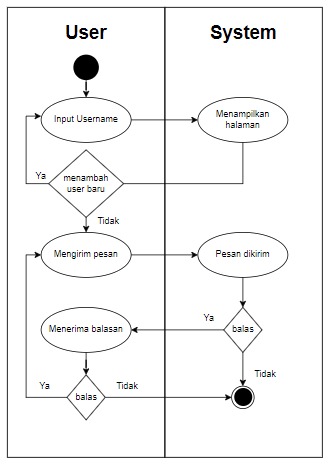 User
System
Input Username
Menampilkan
halaman
Ya
menambah
user baru
Tidak
Mengirim pesan
Pesan dikirim
Ya
Menerima balasan
balas
Tidak
Ya
balas
Tidak